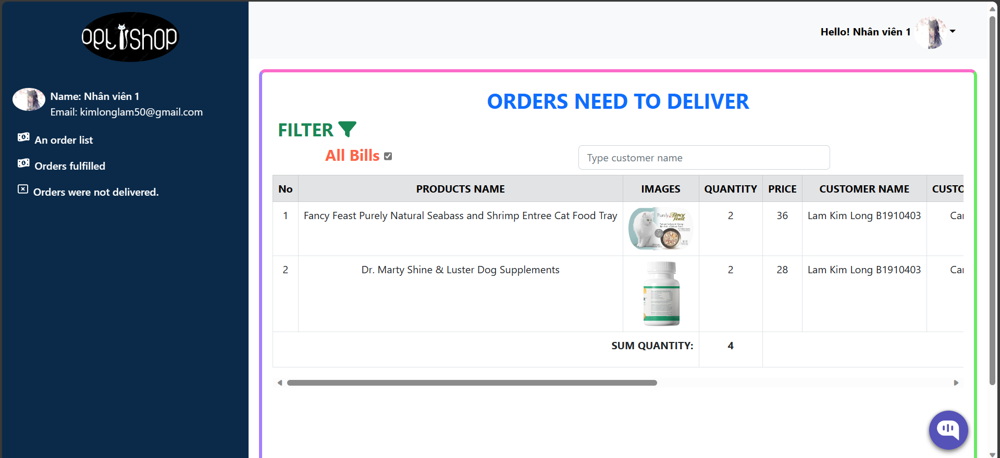 OPTISHOP
Hello! Nhân viên 1
Name: Nhân viên 1
Email: kimlonglam50@gmail.com
An order list
Orders fulfilled
Orders were not delivered.
ORDERS NEED TO DELIVER
FILTER
All Bills
Type customer name
No PRODUCTS NAME IMAGES QUANTITY PRICE CUSTOMER NAME CUSTO
1 Fancy Feast Purely Natural Seabass and Shrimp Entree Cat Food Tray 2 36 Lam Kim Long B1910403 Car
Purely Fancy Feast
2 Dr. Marty Shine & Luster Dog Supplements 2 28 Lam Kim Long B1910403 Car
SUM QUANTITY: 4